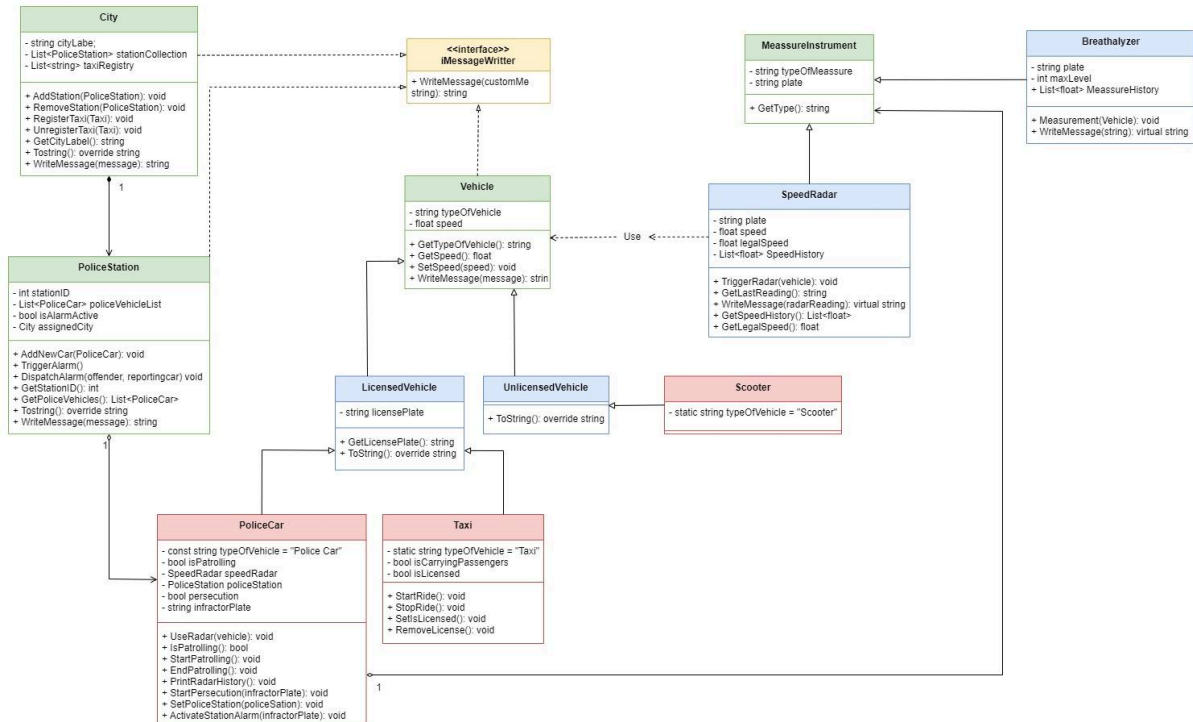 City
- string cityLabe;
- List<PoliceStation> stationCollection
- List<string> taxiRegistry
+ AddStation(PoliceStation): void
+ RemoveStation(PoliceStation): void
+ RegisterTaxi(Taxi): void
+ UnregisterTaxi(Taxi): void
+ GetCityLabel(): string
+ Tostring(): override string
+ WriteMessage(message): string
1
<<interface>>
iMessageWritter
+ WriteMessage(customMe
string): string
MeassureInstrument
- string typeOfMeassure
- string plate
+ GetType(): string
Breathalyzer
- string plate
- int maxLevel
+ List<float> MeassureHistory
+ Measurement(Vehicle): void
+ WriteMessage(string): virtual string
Vehicle
- string typeOfVehicle
- float speed
+ GetTypeOfVehicle(): string
+ GetSpeed(): float
+ SetSpeed(speed): void
+ WriteMessage(message): strin
Use
SpeedRadar
- string plate
- float speed
- float legalSpeed
- List<float> SpeedHistory
+ TriggerRadar(vehicle): void
+ GetLastReading(): string
+ WriteMessage(radarReading): virtual string
+ GetSpeedHistory(): List<float>
+ GetLegalSpeed(): float
PoliceStation
- int stationID
- List<PoliceCar> policeVehicleList
- bool isAlarmActive
- City assignedCity
+ AddNewCar(PoliceCar): void
+ TriggerAlarm()
+ DispatchAlarm(offender, reportingcar) void
+ GetStationID(): int
+ GetPoliceVehicles(): List<PoliceCar>
+ Tostring(): override string
+ WriteMessage(message): string
1
LicensedVehicle
- string licensePlate
+ GetLicensePlate(): string
+ ToString(): override string
UnlicensedVehicle
+ ToString(): override string
Scooter
- static string typeOfVehicle = "Scooter"
PoliceCar
- const string typeOfVehicle = "Police Car"
- bool isPatrolling
- SpeedRadar speedRadar
- PoliceStation policeStation
- bool persecution
- string infractorPlate
+ UseRadar(vehicle): void
+ IsPatrolling(): bool
+ StartPatrolling(): void
+ EndPatrolling(): void
+ PrintRadarHistory(): void
+ StartPersecution(infractorPlate): void
+ SetPoliceStation(policeSation): void
+ ActivateStationAlarm(infractorPlate): void
1
Taxi
- static string typeOfVehicle = "Taxi"
- bool isCarryingPassengers
- bool isLicensed
+ StartRide(): void
+ StopRide(): void
+ SetIsLicensed(): void
+ RemoveLicense(): void